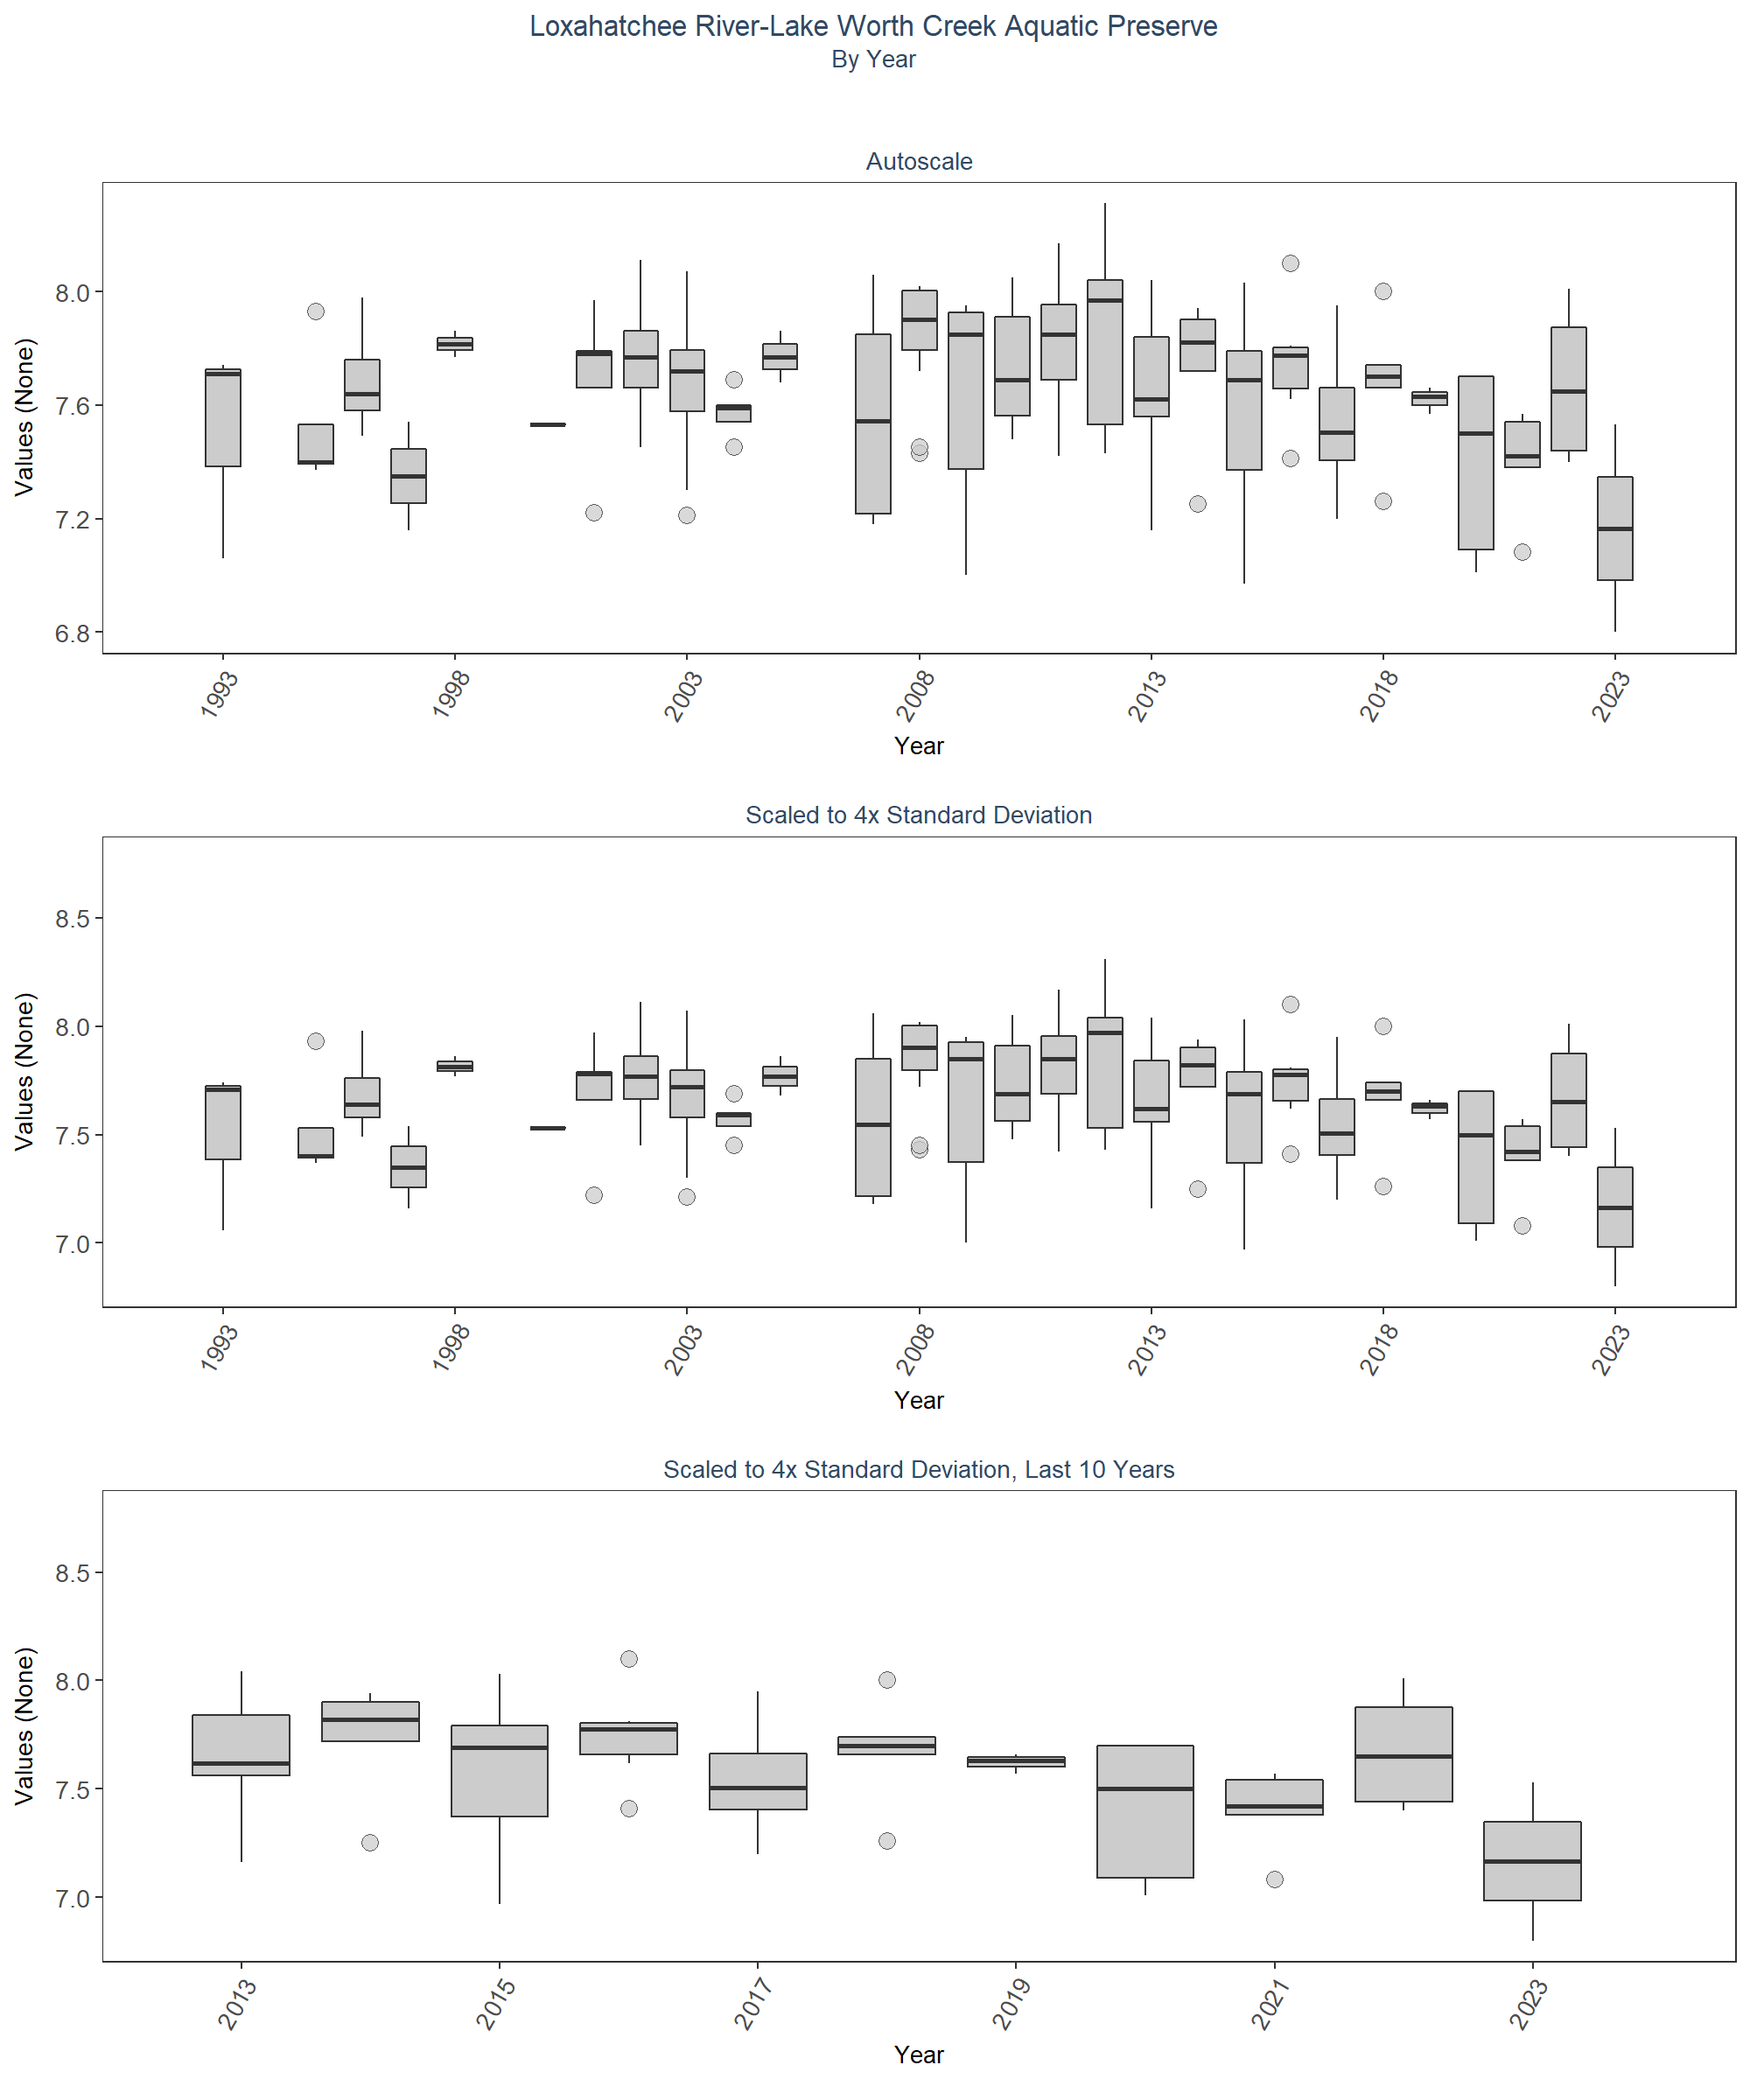 Loxahatchee River-Lake Worth Creek Aquatic Preserve
By Year
Autoscale
Values (None)
8.0
7.6
7.2
6.8
1993
1998
2003
2008
2013
2018
2023
Year
Scaled to 4x Standard Deviation
Values (None)
8.5
8.0
7.5
7.0
1993
1998
2003
2008
2013
2018
2023
Year
Scaled to 4x Standard Deviation, Last 10 Years
Values (None)
8.5
8.0
7.5
7.0
2013
2015
2017
2019
2021
2023
Year